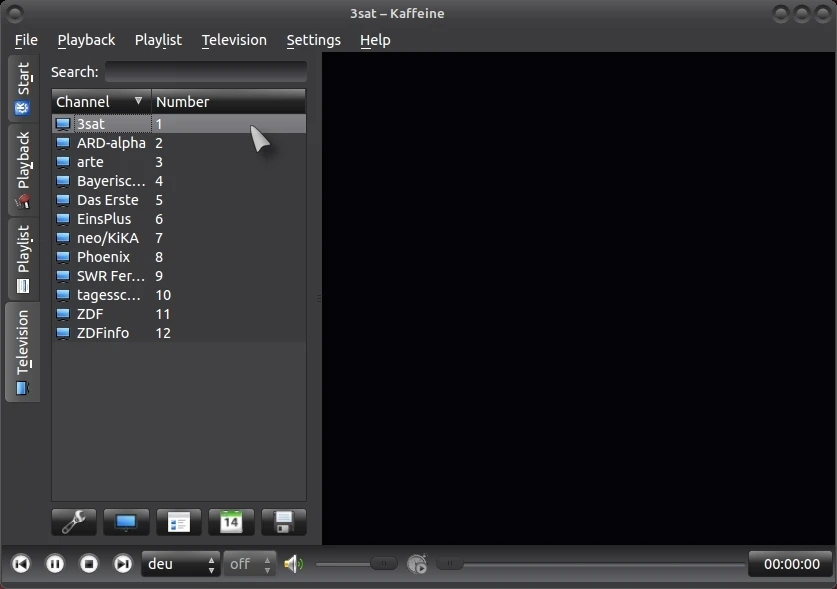 3sat – Kaffeine
File Playback Playlist Television Settings Help
Search:
Start
Playback
Playlist
Television
Channel Number
3sat 1
ARD-alpha 2
arte 3
Bayerisc... 4
Das Erste 5
EinsPlus 6
neo/KiKA 7
Phoenix 8
SWR Fer... 9
tagessc... 10
ZDF 11
ZDFinfo 12
14
deu off 00:00:00